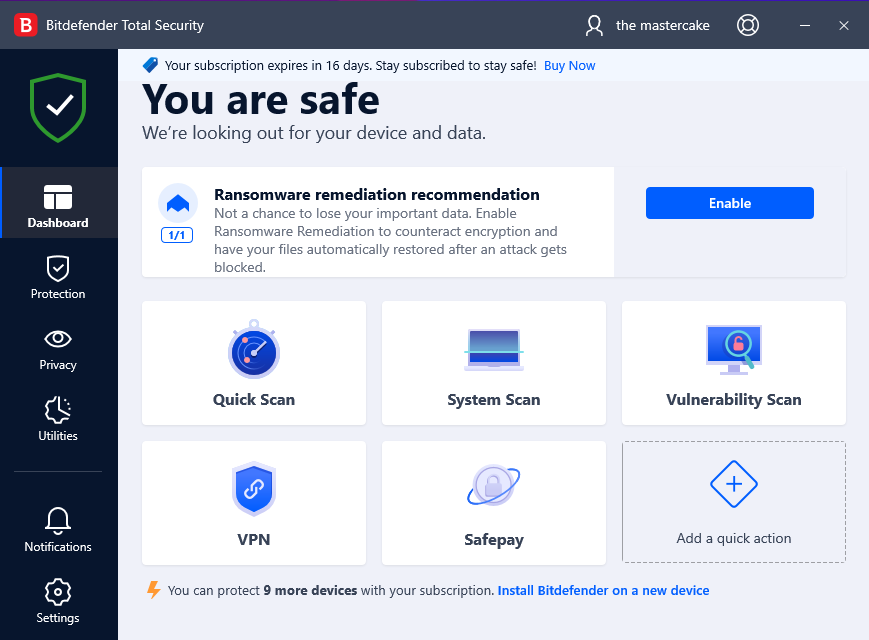 B Bitdefender Total Security
the mastercake
Your subscription expires in 16 days. Stay subscribed to stay safe! Buy Now
You are safe
We're looking out for your device and data.
Dashboard
Protection
Privacy
Utilities
Notifications
Settings
1/1
Ransomware remediation recommendation
Not a chance to lose your important data. Enable
Ransomware Remediation to counteract encryption and
have your files automatically restored after an attack gets
blocked.
Enable
Quick Scan
System Scan
Vulnerability Scan
VPN
Safepay
Add a quick action
You can protect 9 more devices with your subscription. Install Bitdefender on a new device